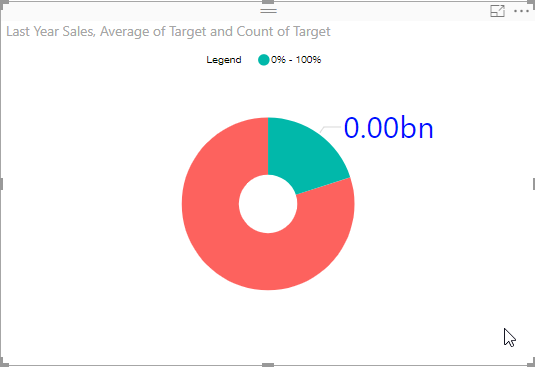 Last Year Sales, Average of Target and Count of Target
Legend 0% - 100%
0.00bn